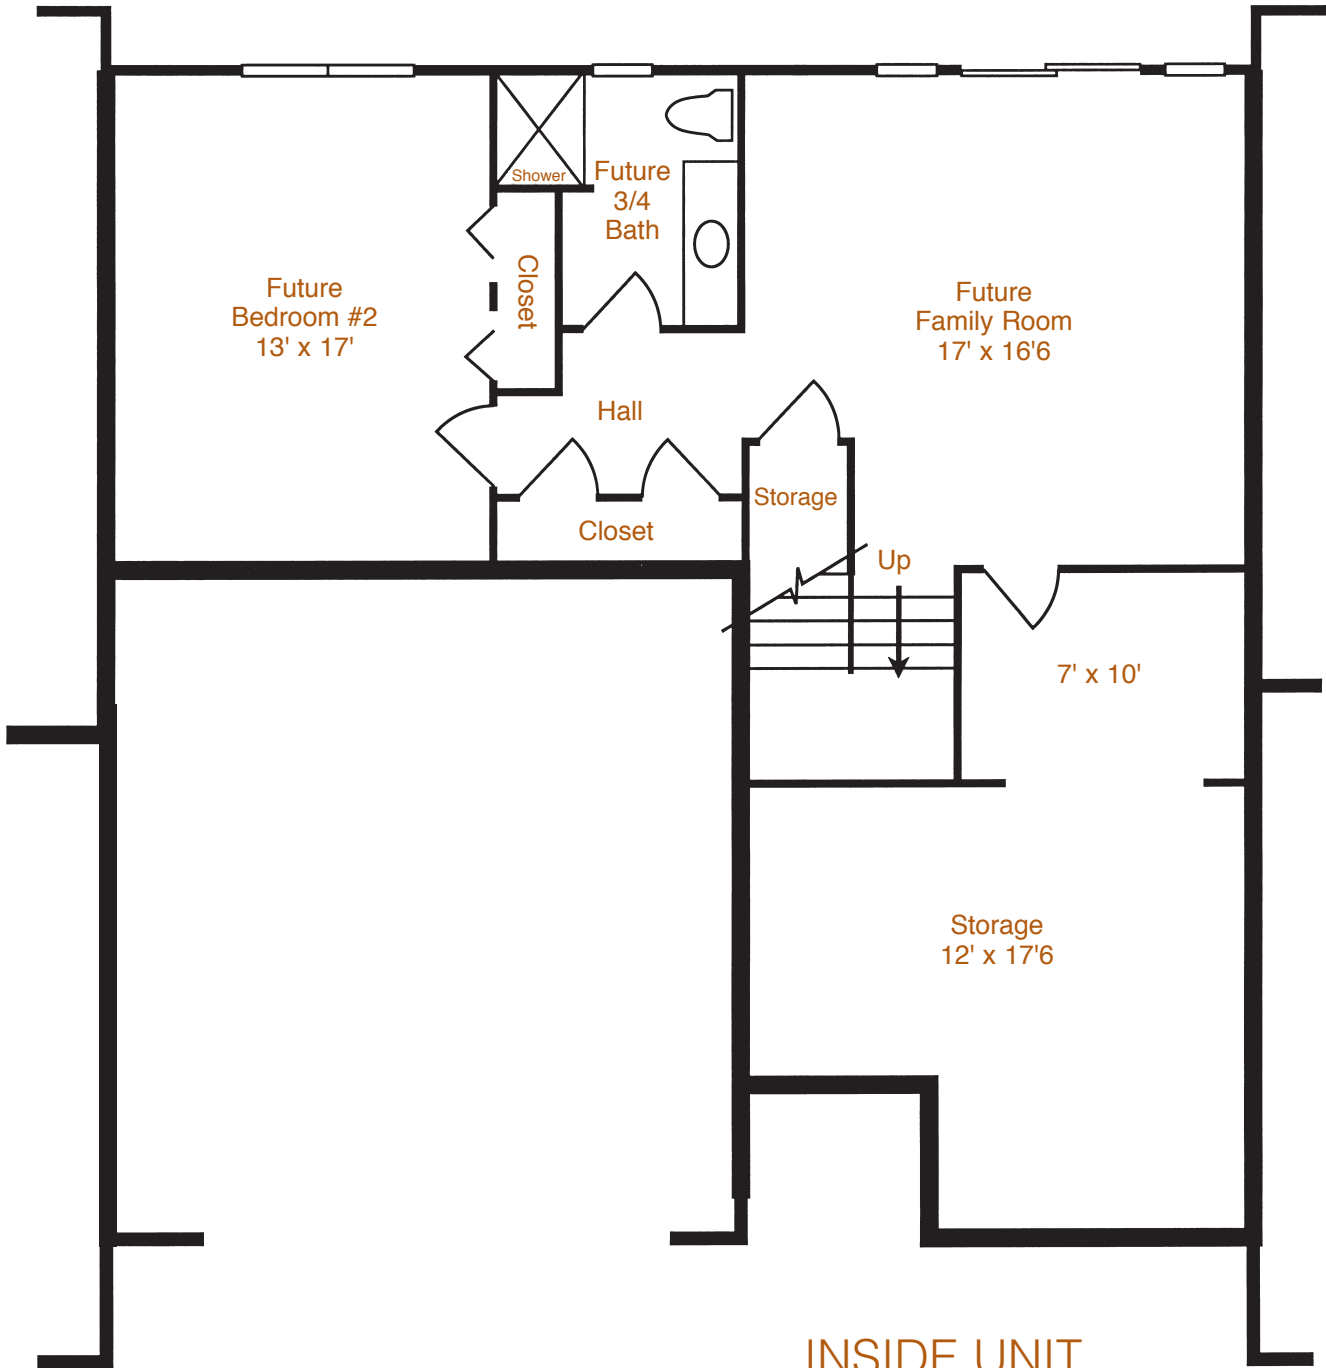 Shower
Future
3/4
Bath
Closet
Future
Bedroom #2
13' x 17'
Future
Family Room
17' x 16'6
Hall
Storage
Closet
Up
7' x 10'
Storage
12' x 17'6
INSIDE UNIT